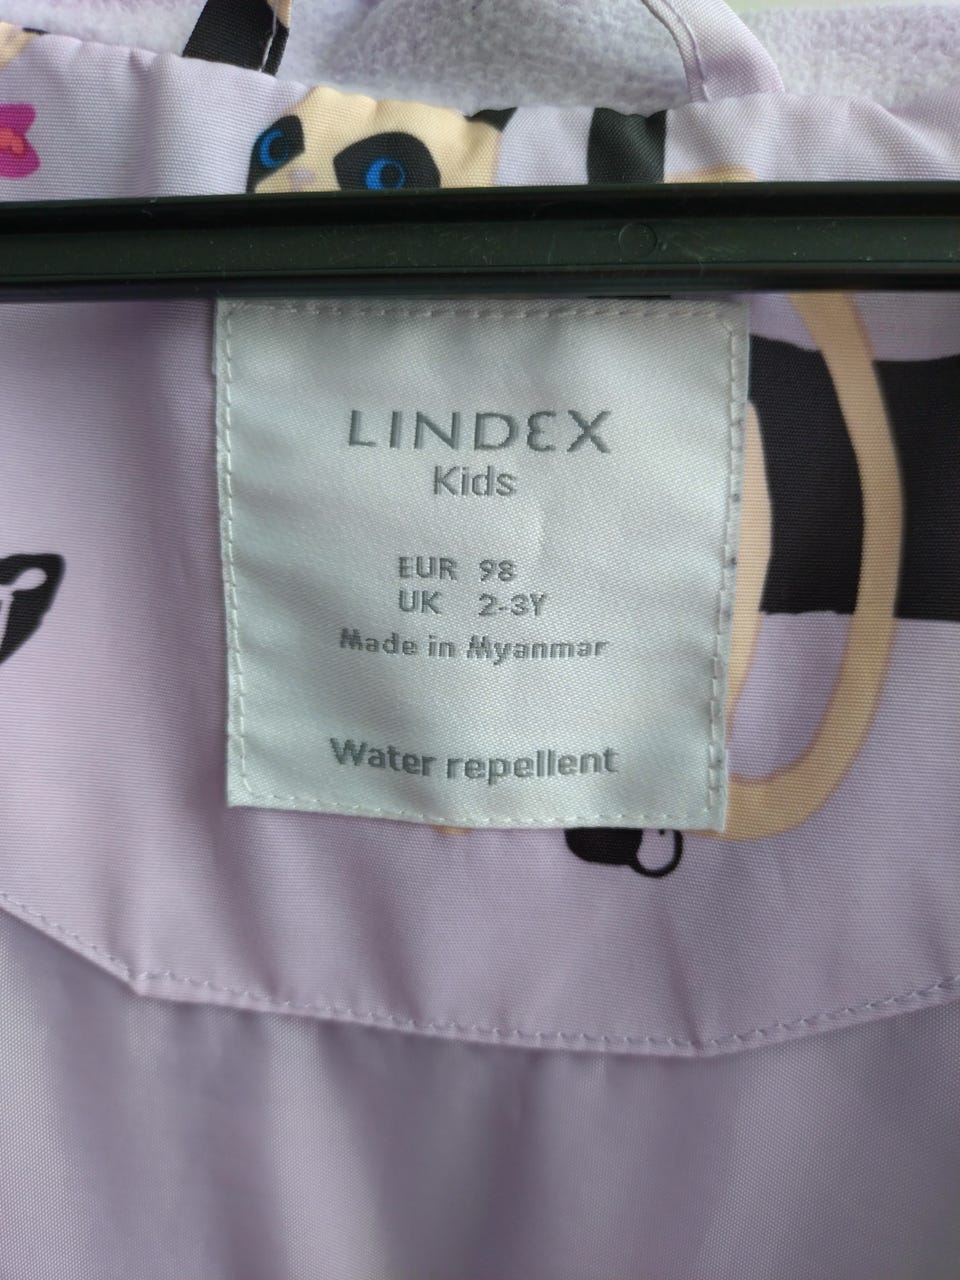 LINDEX
Kids
EUR 98
UK 2-3Y
Made in Myanmar
Water repellent